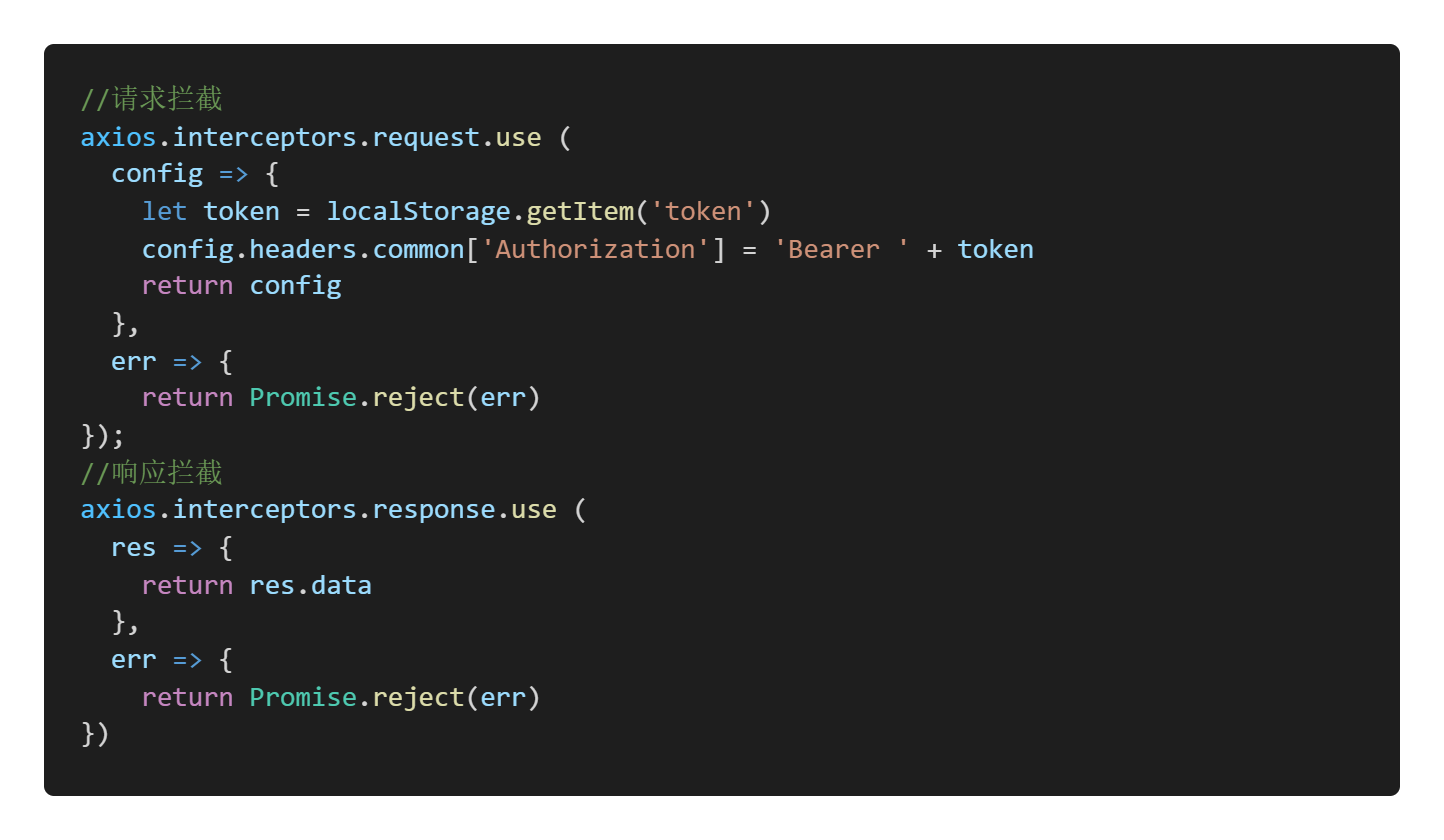 //请求拦截
axios.interceptors.request.use (
  config => {
    let token = localStorage.getItem('token')
    config.headers.common['Authorization'] = 'Bearer ' + token
    return config
  },
  err => {
    return Promise.reject(err)
});
//响应拦截
axios.interceptors.response.use (
  res => {
    return res.data
  },
  err => {
    return Promise.reject(err)
})